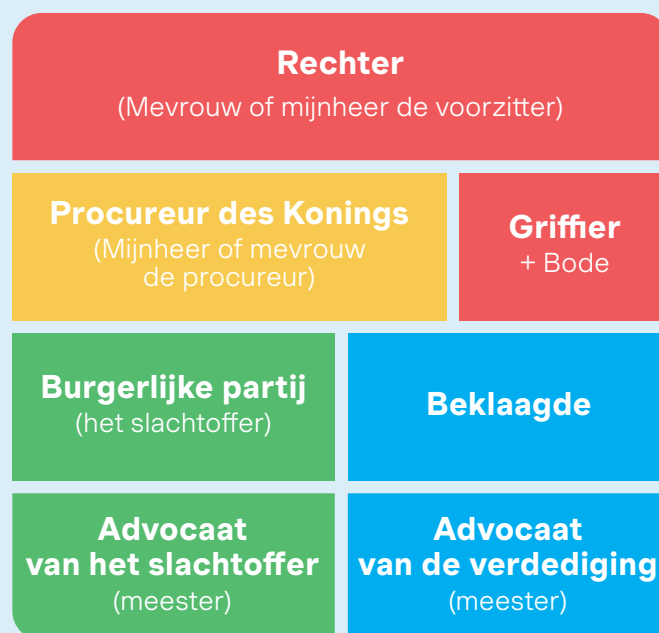 Rechter
(Mevrouw of mijnheer de voorzitter)
Procureur des Konings
(Mijnheer of mevrouw
de procureur)
Griffier
+ Bode
Burgerlijke partij
(het slachtoffer)
Beklaagde
Advocaat
van het slachtoffer
(meester)
Advocaat
van de verdediging
(meester)